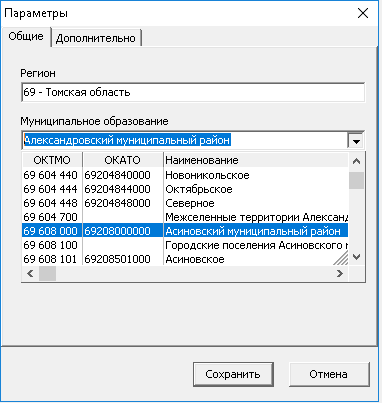 Параметры
Общие Дополнительно
Регион
69 - Томская область
Муниципальное образование
Александровский муниципальный район
ОКТМО ОКАТО Наименование
69 604 440 69204840000 Новоникольское
69 604 444 69204844000 Октябрьское
69 604 448 69204848000 Северное
69 604 700 Межселенные территории Александ
69 608 000 69208000000 Асиновский муниципальный район
69 608 100 Городские поселения Асиновского
69 608 101 69208501000 Асиновское
Сохранить Отмена